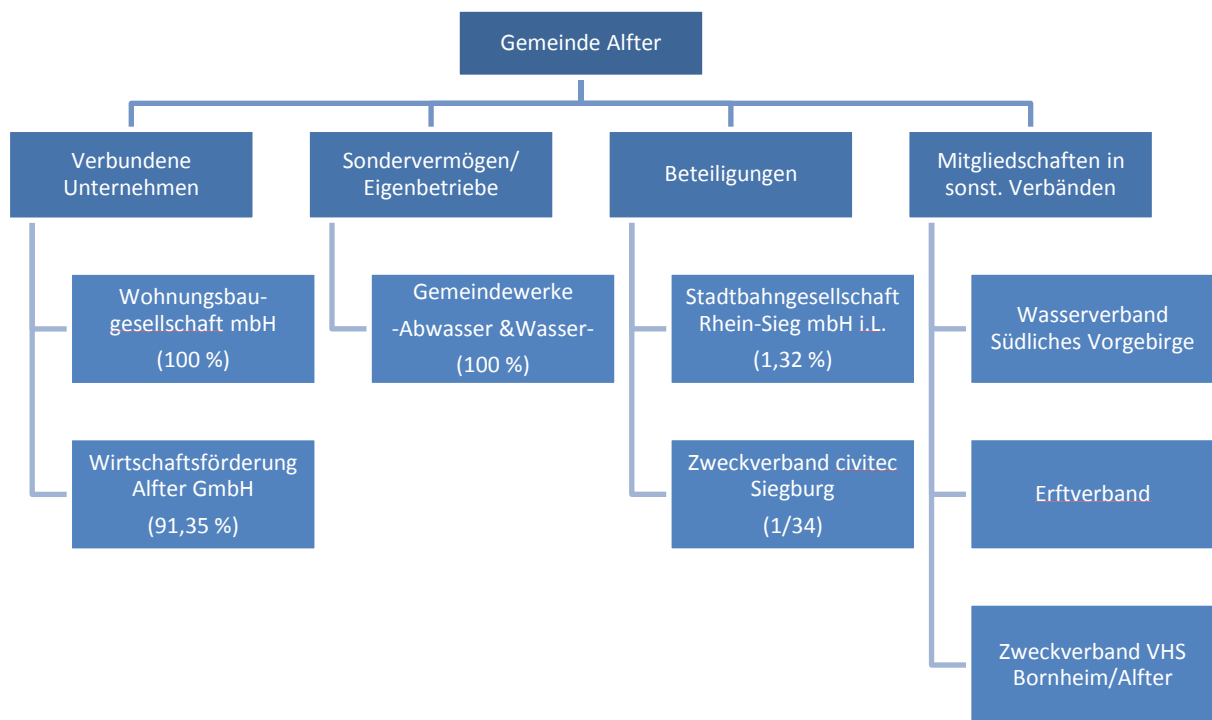 Gemeinde Alfter
Verbundene
Unternehmen
Sondervermögen/
Eigenbetriebe
Beteiligungen
Mitgliedschaften in
sonst. Verbänden
Wohnungsbau-
gesellschaft mbH
(100 %)
Gemeindewerke
-Abwasser &Wasser-
(100 %)
Stadtbahngesellschaft
Rhein-Sieg mbH i.L.
(1,32 %)
Wasserverband
Südliches Vorgebirge
Wirtschaftsförderung
Alfter GmbH
(91,35 %)
Zweckverband civitec
Siegburg
(1/34)
Erftverband
Zweckverband VHS
Bornheim/Alfter